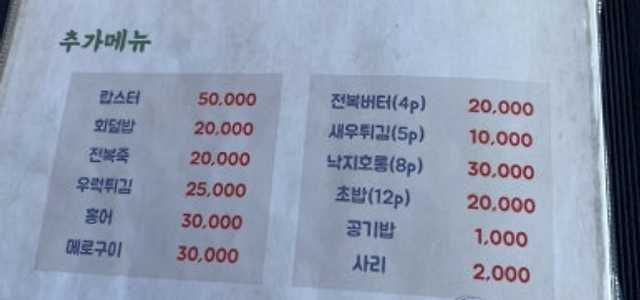 추가메뉴
랍스터 50,000
회덮밥 20,000
전복죽 20,000
우럭튀김 25,000
홍어 30,000
메로구이 30,000
전복버터(4p) 20,000
새우튀김(5p) 10,000
낙지호롱(8p) 30,000
초밥(12p) 20,000
공기밥 1,000
사리 2,000